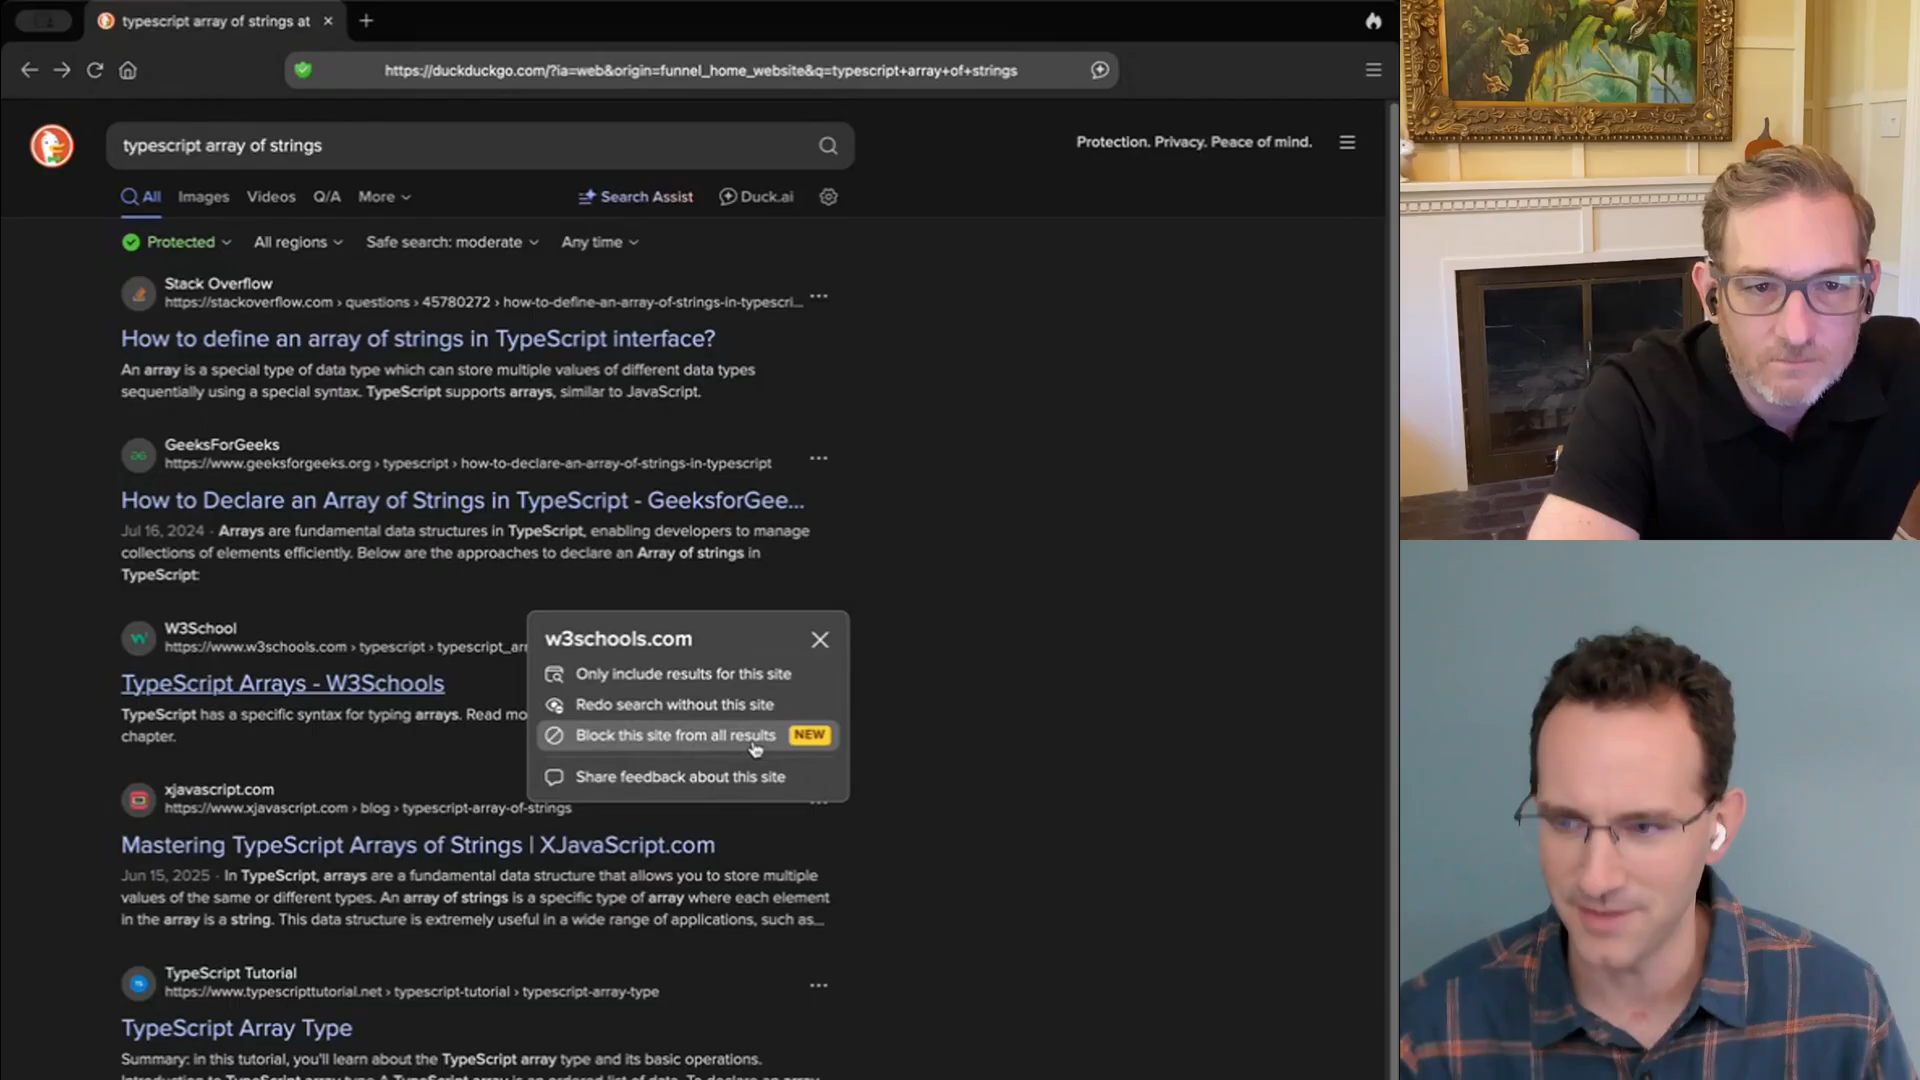 typescript array of strings at
https://duckduckgo.com/?ia=web&origin=funnel_home_website&q=typescript+array+of+strings
typescript array of strings
Protection. Privacy. Peace of mind.
All Images Videos Q/A More Search Assist Duck.ai
Protected All regions Safe search: moderate Any time
Stack Overflow
https://stackoverflow.com › questions › 45780272 › how-to-define-an-array-of-strings-in-typescri...
How to define an array of strings in TypeScript interface?
An array is a special type of data type which can store multiple values of different data types
sequentially using a special syntax. TypeScript supports arrays, similar to JavaScript.
GeeksForGeeks
https://www.geeksforgeeks.org › typescript › how-to-declare-an-array-of-strings-in-typescript
How to Declare an Array of Strings in TypeScript - GeeksforGee...
Jul 16, 2024 · Arrays are fundamental data structures in TypeScript, enabling developers to manage
collections of elements efficiently. Below are the approaches to declare an Array of strings in
TypeScript:
W3School
https://www.w3schools.com › typescript › typescript_arr
TypeScript Arrays - W3Schools
TypeScript has a specific syntax for typing arrays. Read mo
chapter.
w3schools.com
Only include results for this site
Redo search without this site
Block this site from all results NEW
Share feedback about this site
xjavascript.com
https://www.xjavascript.com › blog › typescript-array-of-strings
Mastering TypeScript Arrays of Strings | XJavaScript.com
Jun 15, 2025 · In TypeScript, arrays are a fundamental data structure that allows you to store multiple
values of the same or different types. An array of strings is a specific type of array where each element
in the array is a string. This data structure is extremely useful in a wide range of applications, such as...
TypeScript Tutorial
https://www.typescripttutorial.net › typescript-tutorial › typescript-array-type
TypeScript Array Type
Summary: in this tutorial, you'll learn about the TypeScript array type and its basic operations.